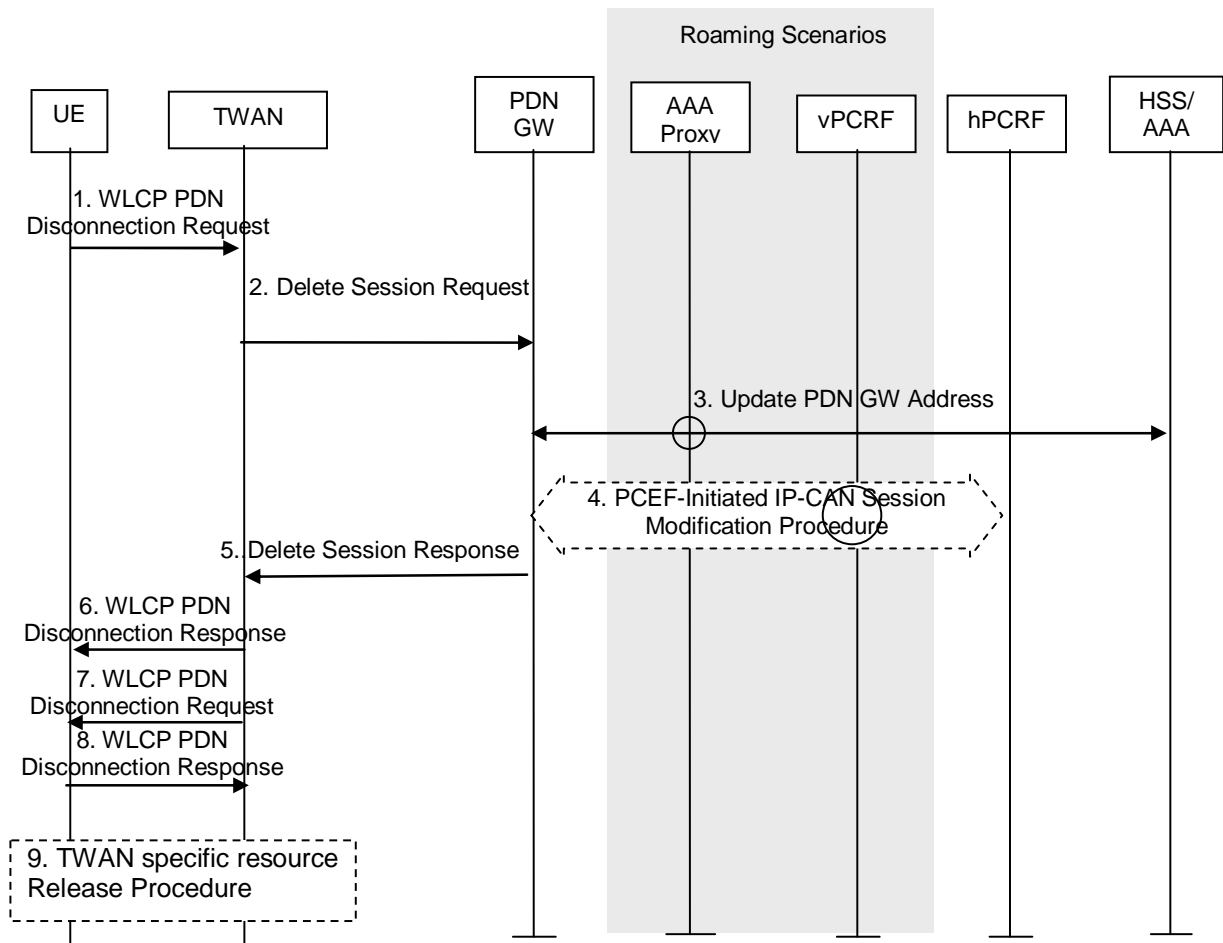 Roaming Scenarios
UE
TWAN
PDN
GW
AAA
Proxy
vPCRF
hPCRF
HSS/
AAA
1. WLCP PDN
Disconnection Request
2. Delete Session Request
3. Update PDN GW Address
4. PCEF-Initiated IP-CAN Session
Modification Procedure
5. Delete Session Response
6. WLCP PDN
Disconnection Response
7. WLCP PDN
Disconnection Request
8. WLCP PDN
Disconnection Response
9. TWAN specific resource
Release Procedure